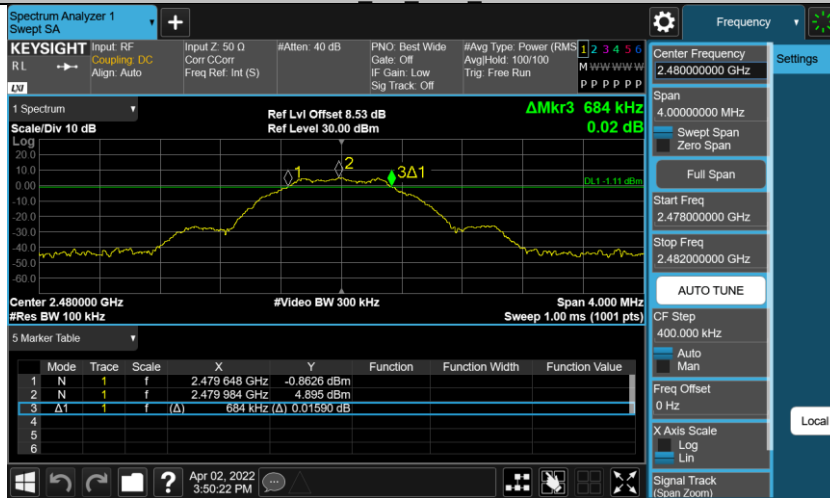 Spectrum Analyzer 1
Swept SA
+
Frequency
KEYSIGHT
R L
LXI
Input: RF
Coupling: DC
Align: Auto
Input Z: 50 Ω
Corr CCorr
Freq Ref: Int (S)
#Atten: 40 dB
PNO: Best Wide
Gate: Off
IF Gain: Low
Sig Track: Off
#Avg Type: Power (RMS
Avg|Hold: 100/100
Trig: Free Run
1 2 3 4 5 6
M W W W W W
P P P P P P
1 Spectrum
Scale/Div 10 dB
Log
Ref Lvl Offset 8.53 dB
Ref Level 30.00 dBm
ΔMkr3 684 kHz
0.02 dB
20.0
10.0
0.00
-10.0
-20.0
-30.0
-40.0
-50.0
-60.0
1
2
3Δ1
DL1 -1.11 dBm
Center 2.480000 GHz
#Res BW 100 kHz
#Video BW 300 kHz
Span 4.000 MHz
Sweep 1.00 ms (1001 pts)
5 Marker Table
Mode Trace Scale X Y Function Function Width Function Value
1 N 1 f 2.479 648 GHz -0.8626 dBm
2 N 1 f 2.479 984 GHz 4.895 dBm
3 Δ1 1 f (Δ) 684 kHz (Δ) 0.01590 dB
4
5
6
Apr 02, 2022
3:50:22 PM
?
Center Frequency
2.480000000 GHz
Settings
Span
4.00000000 MHz
Swept Span
Zero Span
Full Span
Start Freq
2.478000000 GHz
Stop Freq
2.482000000 GHz
AUTO TUNE
CF Step
400.000 kHz
Auto
Man
Freq Offset
0 Hz
Local
X Axis Scale
Log
Lin
Signal Track
(Span Zoom)